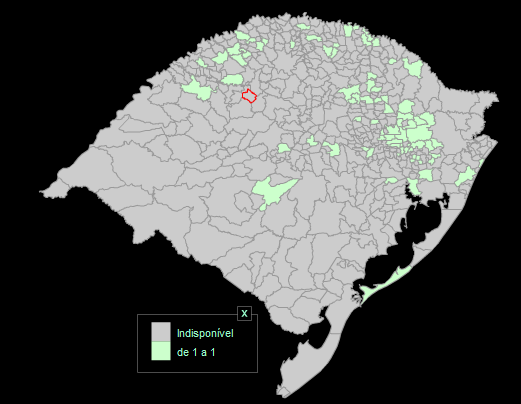 x
Indisponível
de 1 a 1